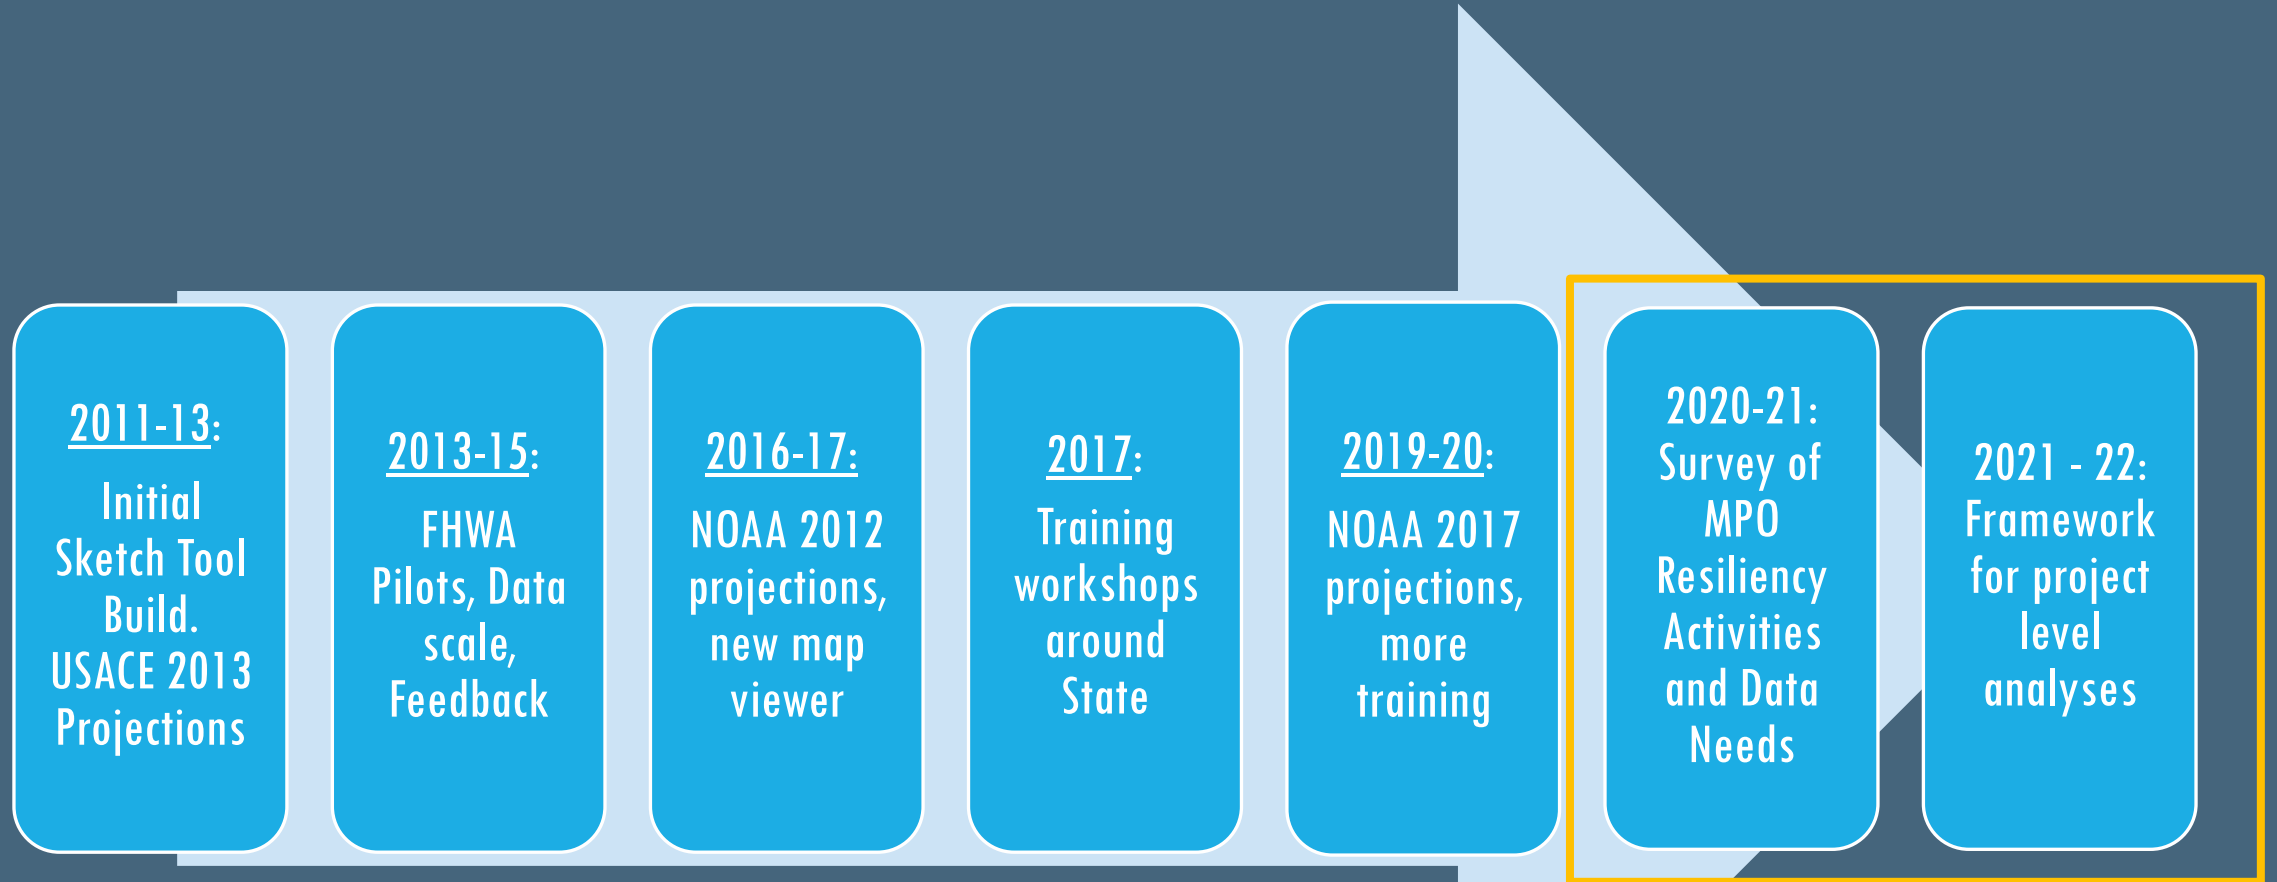 2011-13:
Initial
Sketch Tool
Build.
USACE 2013
Projections
2013-15:
FHWA
Pilots, Data
scale,
Feedback
2016-17:
NOAA 2012
projections,
new map
viewer
2017:
Training
workshops
around
State
2019-20:
NOAA 2017
projections,
more
training
2020-21:
Survey of
MPO
Resiliency
Activities
and Data
Needs
2021 - 22:
Framework
for project
level
analyses